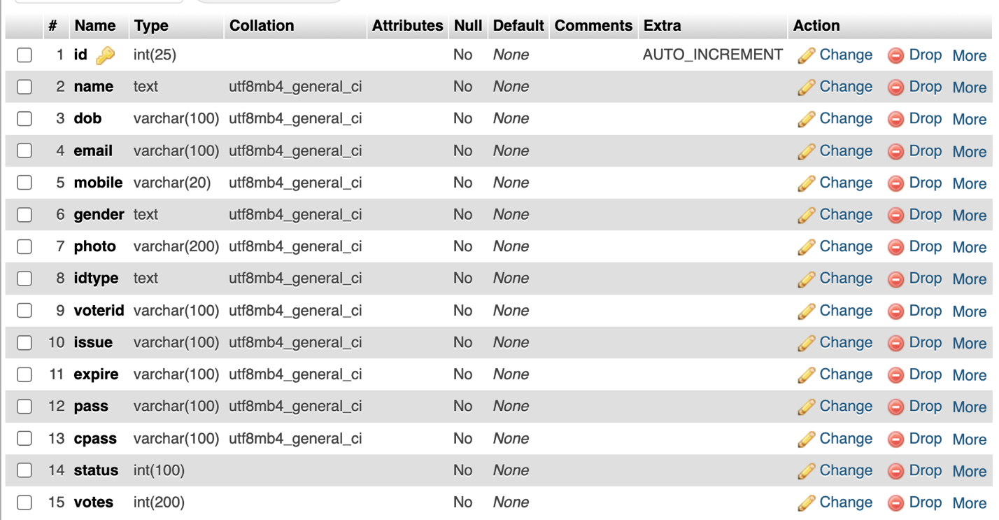 # Name Type Collation Attributes Null Default Comments Extra Action
1 id int(25) No None AUTO_INCREMENT Change Drop More
2 name text utf8mb4_general_ci No None Change Drop More
3 dob varchar(100) utf8mb4_general_ci No None Change Drop More
4 email varchar(100) utf8mb4_general_ci No None Change Drop More
5 mobile varchar(20) utf8mb4_general_ci No None Change Drop More
6 gender text utf8mb4_general_ci No None Change Drop More
7 photo varchar(200) utf8mb4_general_ci No None Change Drop More
8 idtype text utf8mb4_general_ci No None Change Drop More
9 voterid varchar(100) utf8mb4_general_ci No None Change Drop More
10 issue varchar(100) utf8mb4_general_ci No None Change Drop More
11 expire varchar(100) utf8mb4_general_ci No None Change Drop More
12 pass varchar(100) utf8mb4_general_ci No None Change Drop More
13 cpass varchar(100) utf8mb4_general_ci No None Change Drop More
14 status int(100) No None Change Drop More
15 votes int(200) No None Change Drop More